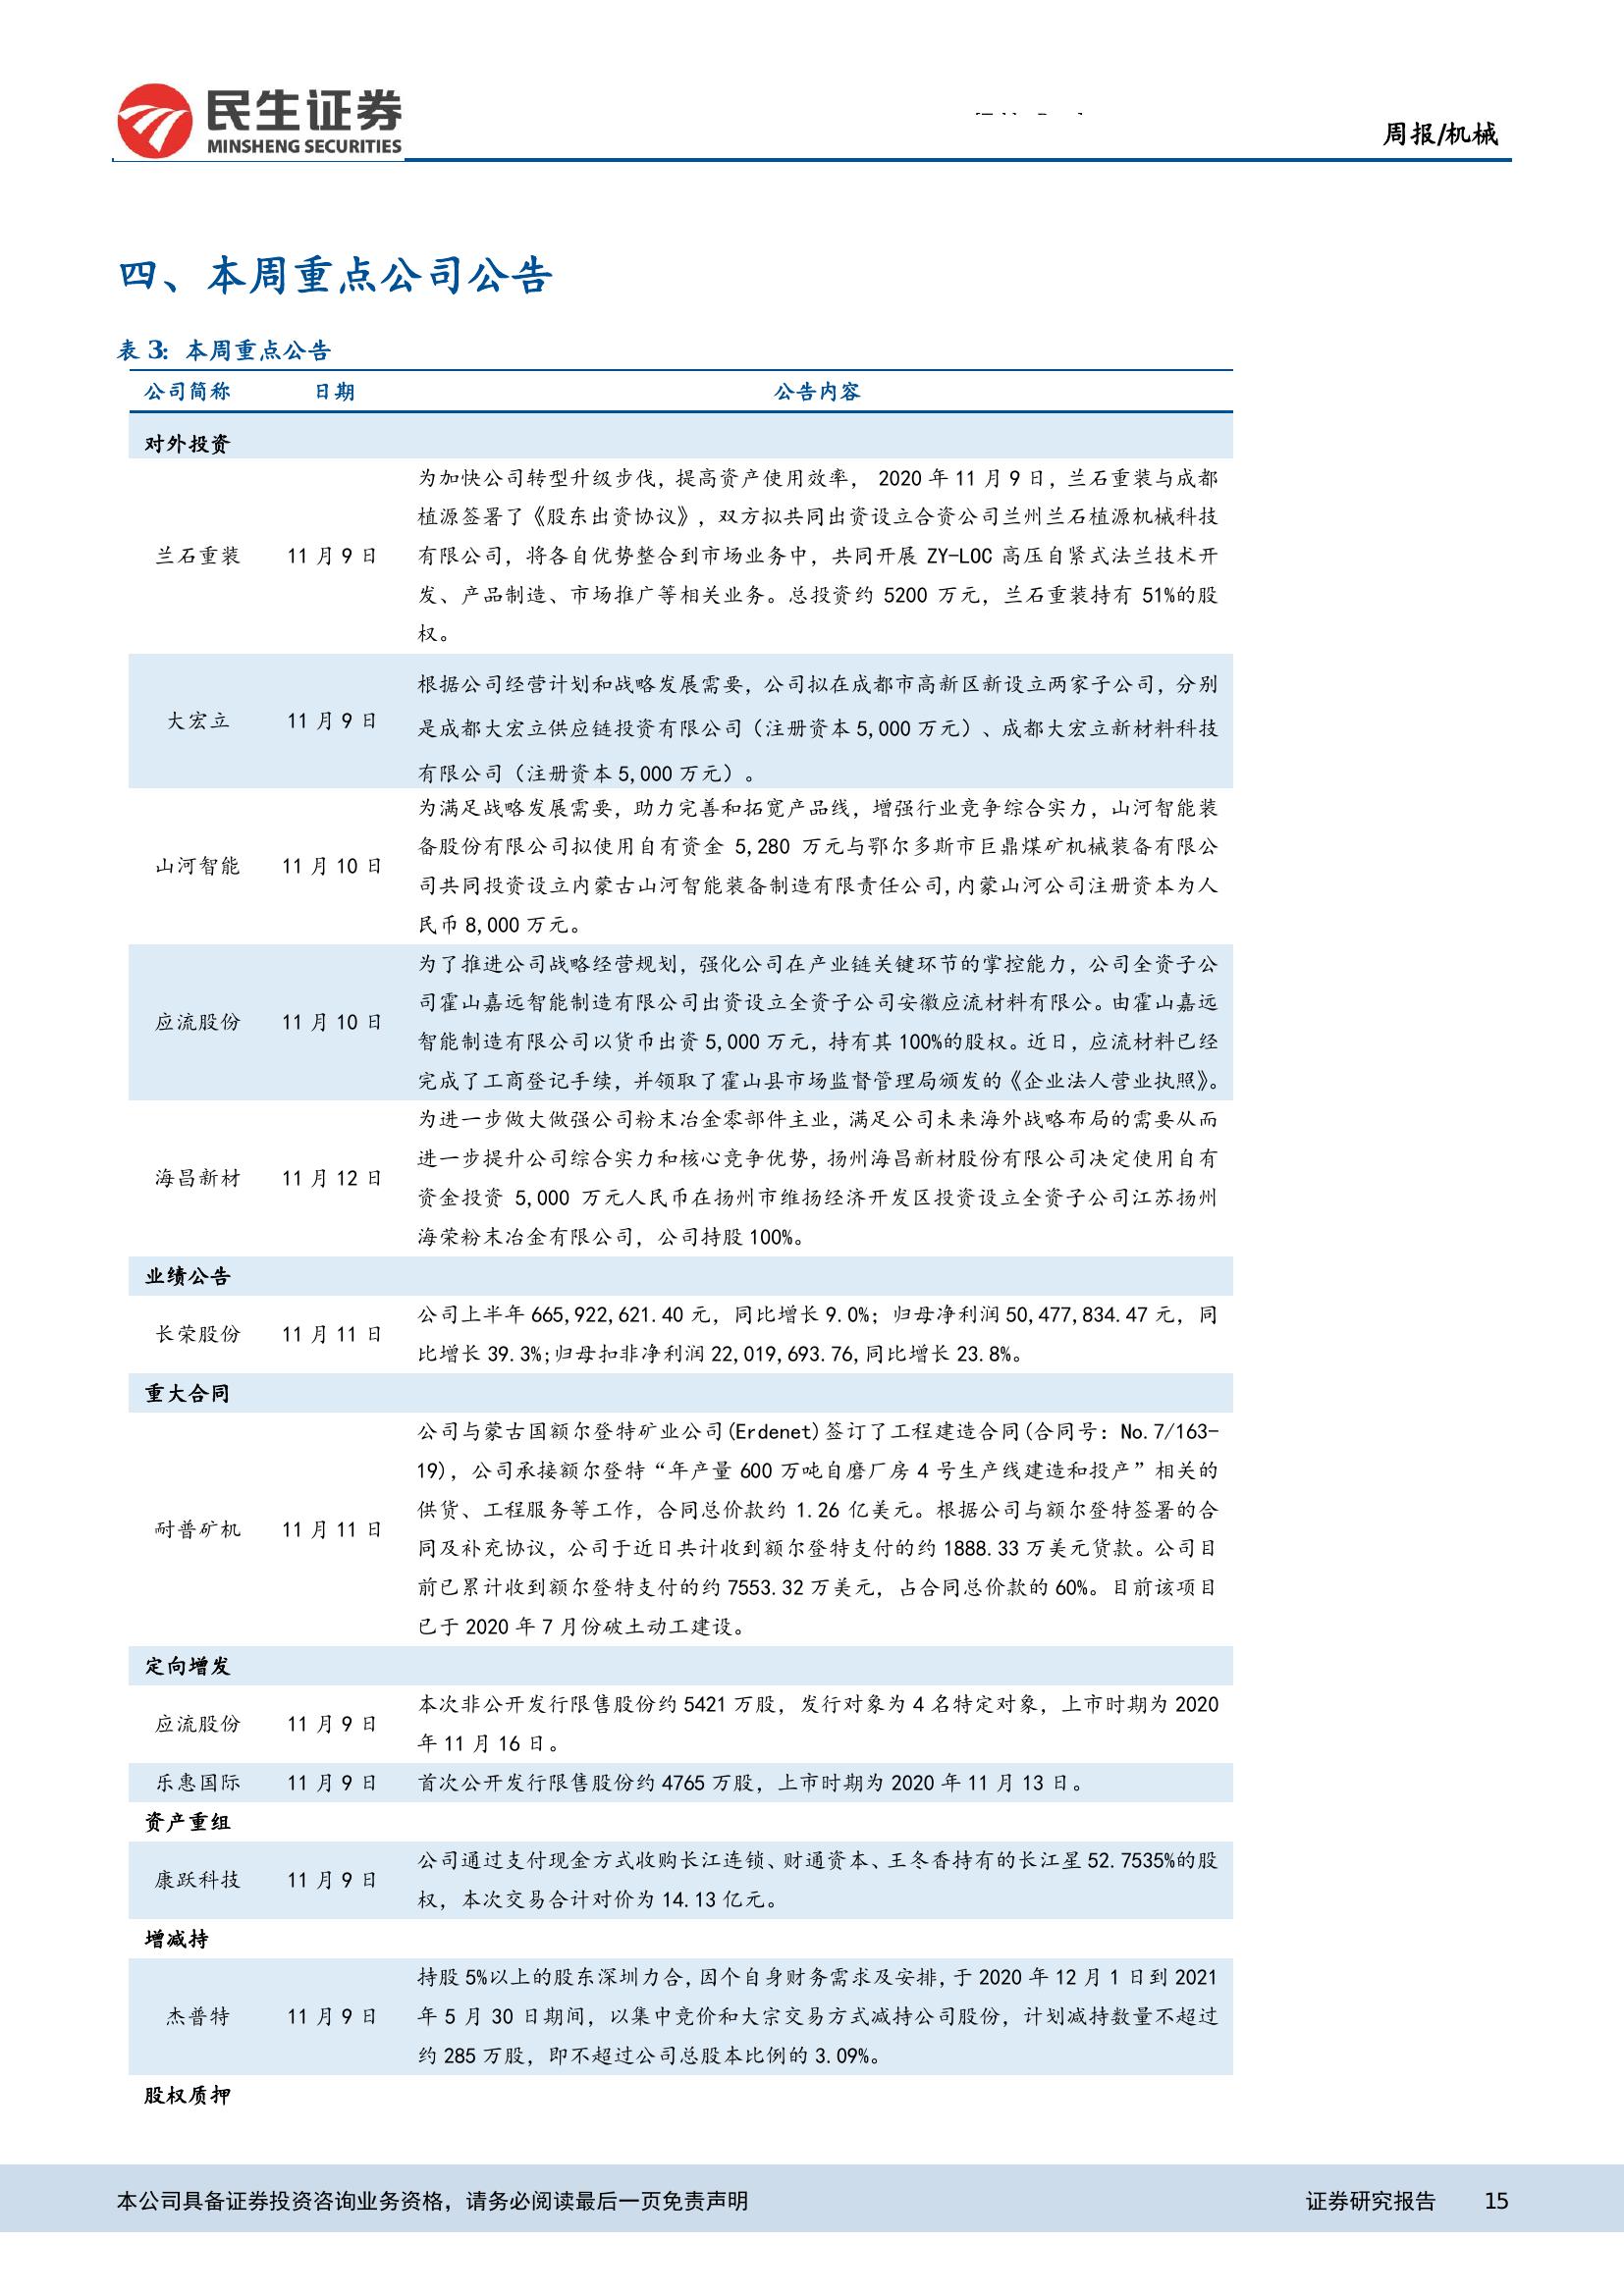 民生证券
MINSHENG SECURITIES
周报/机械
四、本周重点公司公告
表 3：本周重点公告
公司简称 日期 公告内容
对外投资
为加快公司转型升级步伐，提高资产使用效率， 2020 年 11 月 9 日，兰石重装与成都
植源签署了《股东出资协议》，双方拟共同出资设立合资公司兰州兰石植源机械科技
兰石重装 11 月 9 日 有限公司，将各自优势整合到市场业务中，共同开展 ZY-LOC 高压自紧式法兰技术开
发、产品制造、市场推广等相关业务。总投资约 5200 万元，兰石重装持有 51%的股
权。
根据公司经营计划和战略发展需要，公司拟在成都市高新区新设立两家子公司，分别
大宏立 11 月 9 日 是成都大宏立供应链投资有限公司（注册资本 5,000 万元）、成都大宏立新材料科技
有限公司（注册资本 5,000 万元）。
为满足战略发展需要，助力完善和拓宽产品线，增强行业竞争综合实力，山河智能装
备股份有限公司拟使用自有资金 5,280 万元与鄂尔多斯市巨鼎煤矿机械装备有限公
山河智能 11 月 10 日 司共同投资设立内蒙古山河智能装备制造有限责任公司,内蒙山河公司注册资本为人
民币 8,000 万元。
为了推进公司战略经营规划，强化公司在产业链关键环节的掌控能力，公司全资子公
司霍山嘉远智能制造有限公司出资设立全资子公司安徽应流材料有限公。由霍山嘉远
应流股份 11 月 10 日 智能制造有限公司以货币出资 5,000 万元，持有其 100%的股权。近日，应流材料已经
完成了工商登记手续，并领取了霍山县市场监督管理局颁发的《企业法人营业执照》。
为进一步做大做强公司粉末冶金零部件主业，满足公司未来海外战略布局的需要从而
进一步提升公司综合实力和核心竞争优势，扬州海昌新材股份有限公司决定使用自有
海昌新材 11 月 12 日 资金投资 5,000 万元人民币在扬州市维扬经济开发区投资设立全资子公司江苏扬州
海荣粉末冶金有限公司，公司持股 100%。
业绩公告
长荣股份 11 月 11 日 公司上半年 665,922,621.40 元，同比增长 9.0%；归母净利润 50,477,834.47 元，同
比增长 39.3%;归母扣非净利润 22,019,693.76,同比增长 23.8%。
重大合同
公司与蒙古国额尔登特矿业公司(Erdenet)签订了工程建造合同(合同号：No.7/163-
19)，公司承接额尔登特“年产量 600 万吨自磨厂房 4 号生产线建造和投产”相关的
供货、工程服务等工作，合同总价款约 1.26 亿美元。根据公司与额尔登特签署的合
耐普矿机 11 月 11 日 同及补充协议，公司于近日共计收到额尔登特支付的约 1888.33 万美元货款。公司目
前已累计收到额尔登特支付的约 7553.32 万美元，占合同总价款的 60%。目前该项目
已于 2020 年 7 月份破土动工建设。
定向增发
应流股份 11 月 9 日 本次非公开发行限售股份约 5421 万股，发行对象为 4 名特定对象，上市时期为 2020
年 11 月 16 日。
乐惠国际 11 月 9 日 首次公开发行限售股份约 4765 万股，上市时期为 2020 年 11 月 13 日。
资产重组
康跃科技 11 月 9 日 公司通过支付现金方式收购长江连锁、财通资本、王冬香持有的长江星 52.7535%的股
权，本次交易合计对价为 14.13 亿元。
增减持
持股 5%以上的股东深圳力合,因个自身财务需求及安排,于 2020 年 12 月 1 日到 2021
杰普特 11 月 9 日 年 5 月 30 日期间，以集中竞价和大宗交易方式减持公司股份，计划减持数量不超过
约 285 万股，即不超过公司总股本比例的 3.09%。
股权质押
本公司具备证券投资咨询业务资格，请务必阅读最后一页免责声明 证券研究报告 15